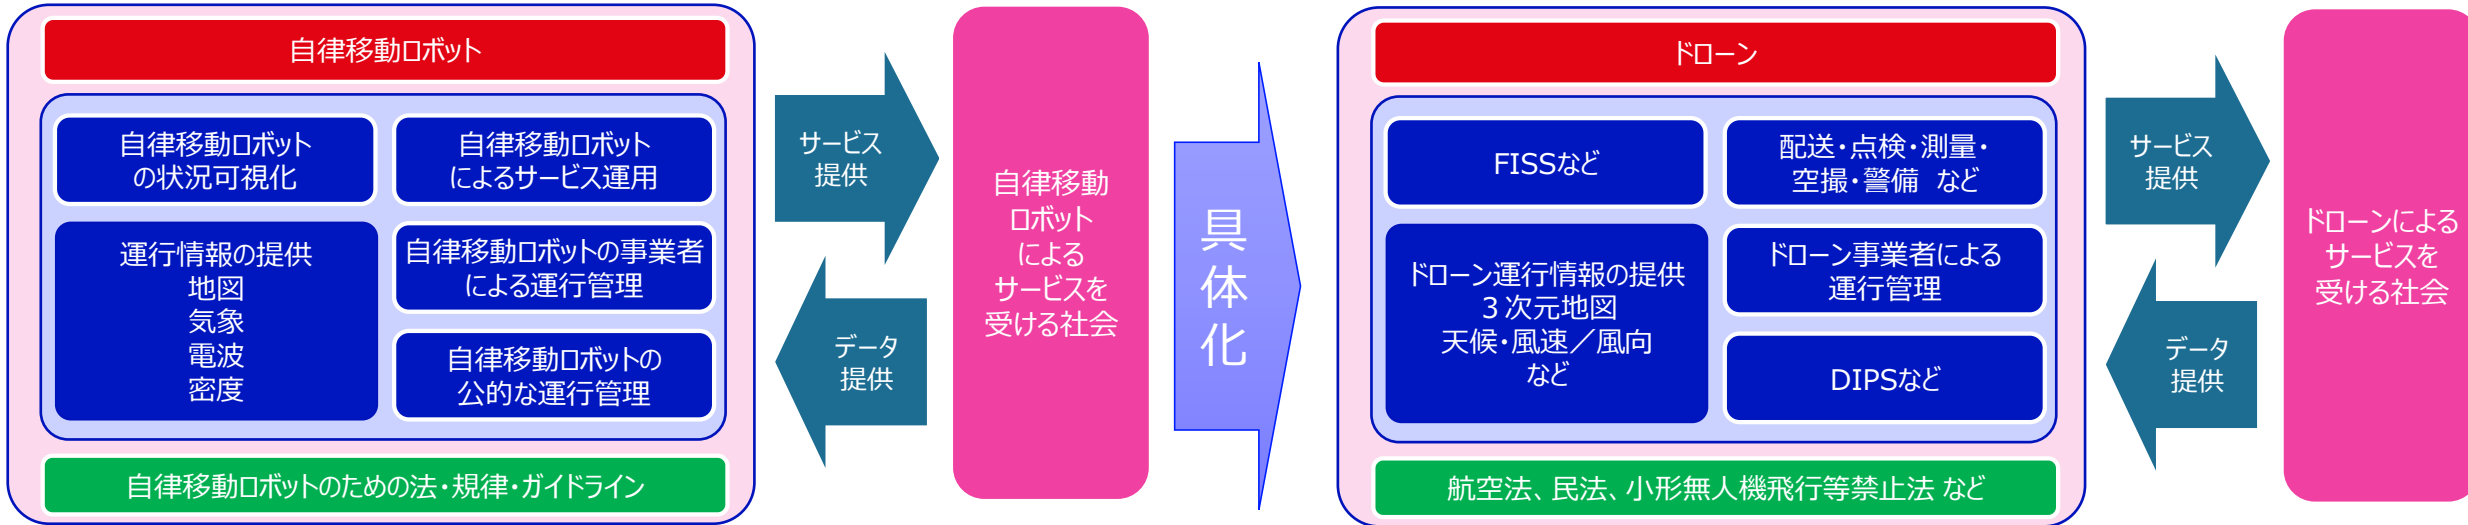 自律移動ロボット
自律移動ロボット
の状況可視化
自律移動ロボット
によるサービス運用
運行情報の提供
地図
気象
電波
密度
自律移動ロボットの事業者
による運行管理
自律移動ロボットの
公的な運行管理
自律移動ロボットのための法・規律・ガイドライン
サービス
提供
データ
提供
自律移動
ロボット
による
サービスを
受ける社会
具
体
化
ドローン
FISSなど
配送・点検・測量・
空撮・警備　など
ドローン運行情報の提供
３次元地図
天候・風速／風向
など
ドローン事業者による
運行管理
DIPSなど
航空法、民法、小形無人機飛行等禁止法 など
サービス
提供
データ
提供
ドローンによる
サービスを
受ける社会